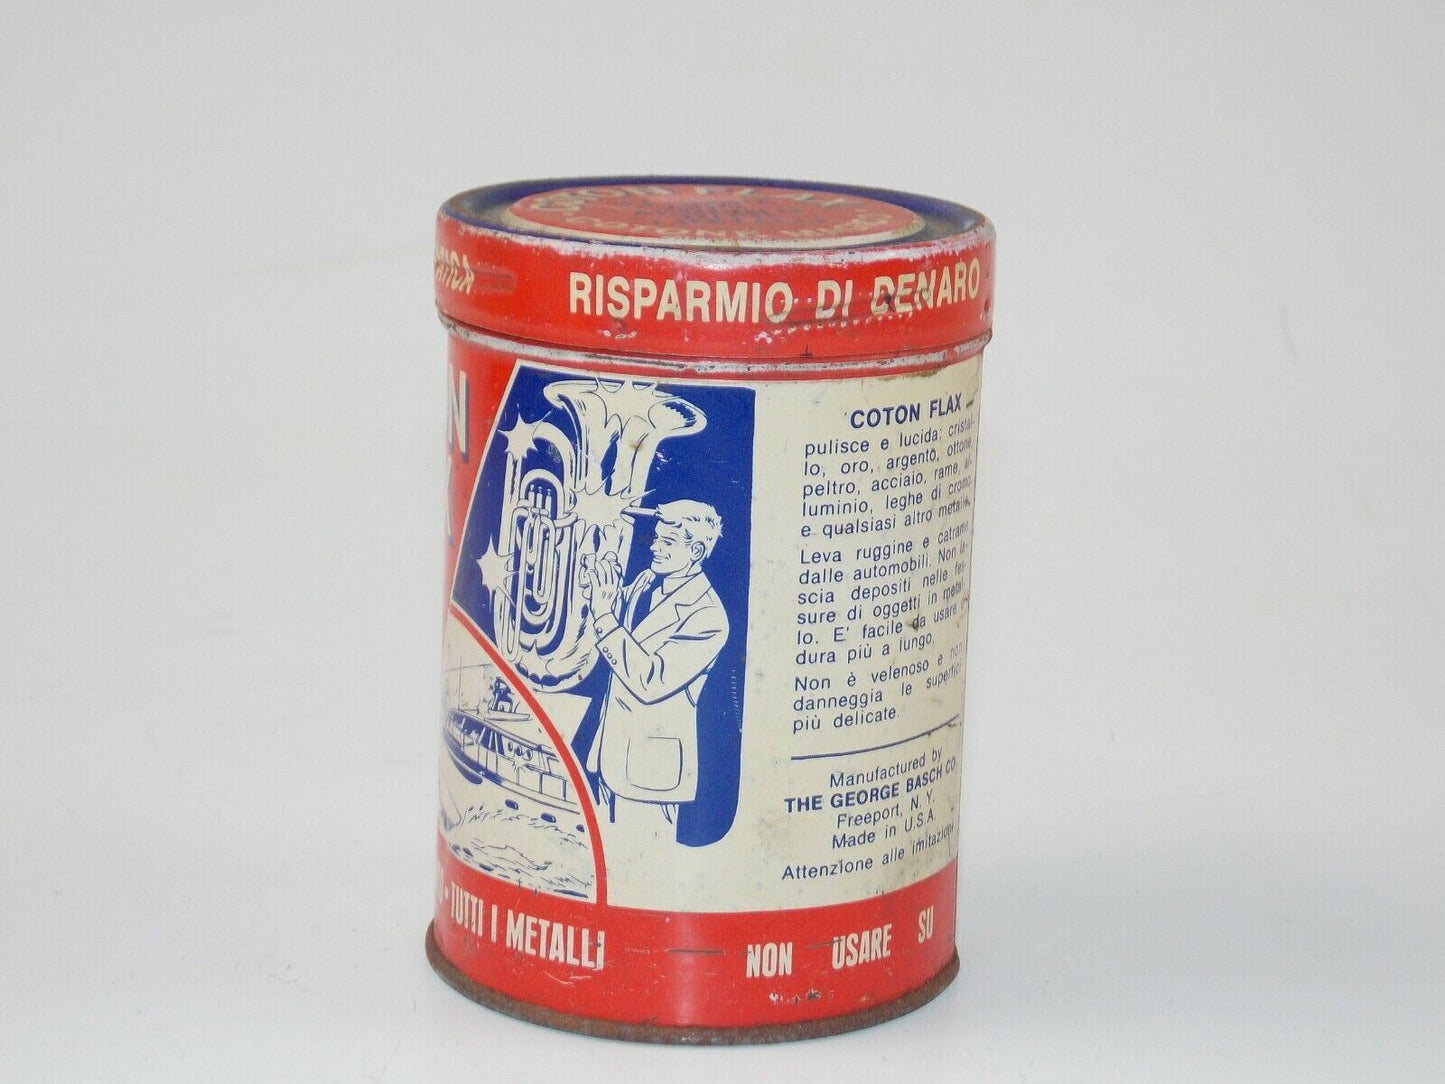 COTON FLAX
RISPARMIO DI DENARO
N
COTON FLAX
pulisce e lucida: cristal-
lo, oro, argento, ottone,
peltro, acciaio, rame, al-
luminio, leghe di cromo
e qualsiasi altro metallo.
Leva ruggine e catrame
dalle automobili. Non la-
scia depositi nelle fes-
sure di oggetti in metal-
lo. E' facile da usare e
dura più a lungo.
Non è velenoso e non
danneggia le superfici
più delicate.
Manufactured by
THE GEORGE BASCH CO.
Freeport, N. Y.
Made in U.S.A.
Attenzione alle imitazioni
• TUTTI I METALLI
NON USARE SU